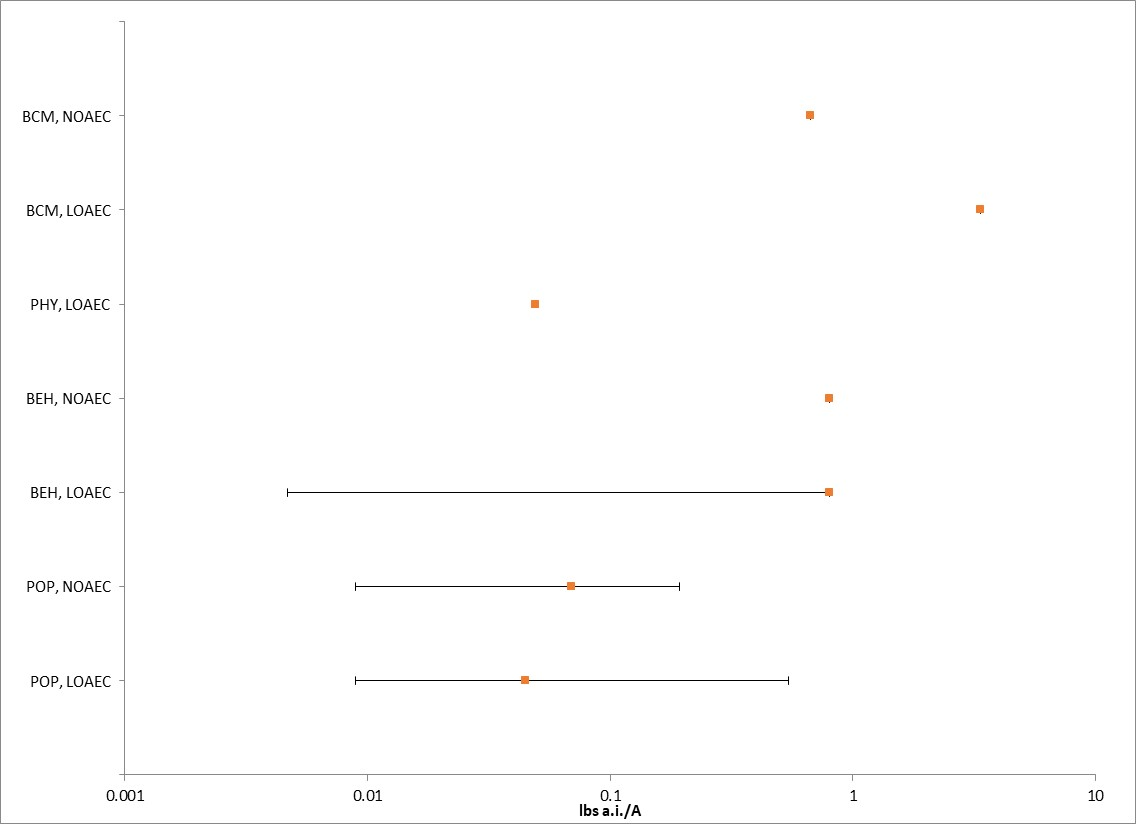 BCM, NOAEC
BCM, LOAEC
PHY, LOAEC
BEH, NOAEC
BEH, LOAEC
POP, NOAEC
POP, LOAEC
0.001 0.01 0.1 1 10
lbs a.i./A